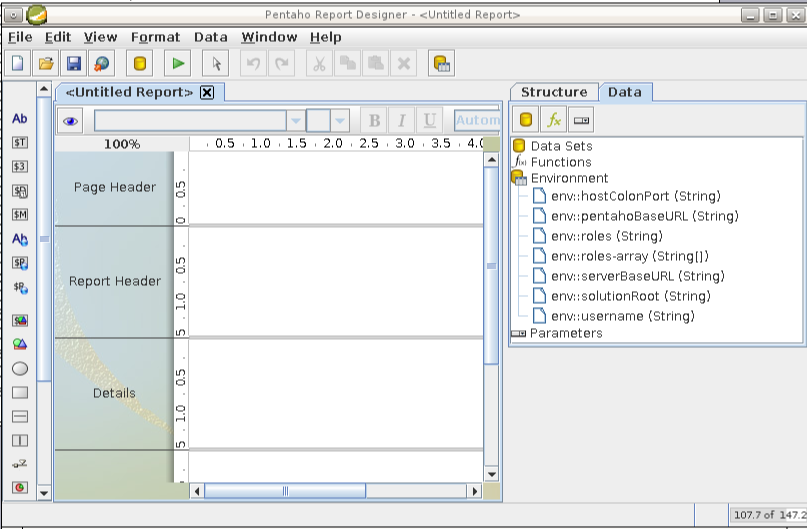 Pentaho Report Designer - <Untitled Report>
File Edit View Format Data Window Help
<Untitled Report>
Structure Data
B I U Autom
100%
0.5 1.0 1.5 2.0 2.5 3.0 3.5 4.0
Ab
$T
$3
$M
Ab
$P
$P
Page Header
0.5
0
Report Header
0.5
1.0
5
Details
0.5
1.0
5
fx
Data Sets
f(x) Functions
Environment
env::hostColonPort (String)
env::pentahoBaseURL (String)
env::roles (String)
env::roles-array (String[])
env::serverBaseURL (String)
env::solutionRoot (String)
env::username (String)
Parameters
107.7 of 147.2